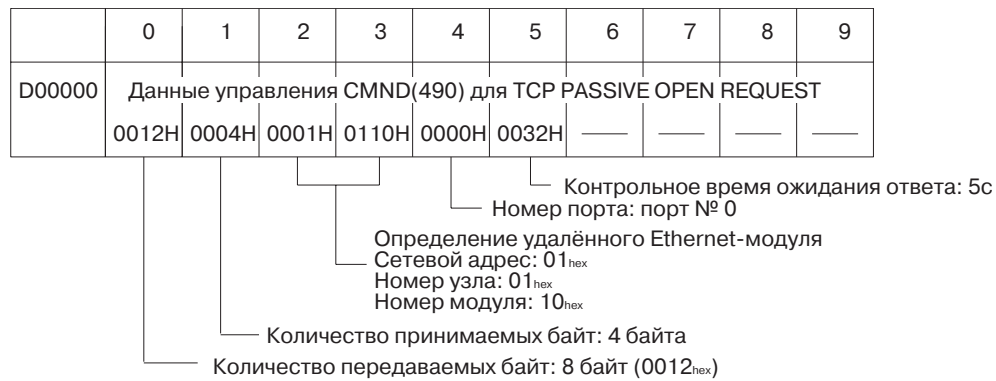 0 1 2 3 4 5 6 7 8 9
D00000 Данные управления CMND(490) для TCP PASSIVE OPEN REQUEST
0012H 0004H 0001H 0110H 0000H 0032H —— —— —— ——
Контрольное время ожидания ответа: 5с
Номер порта: порт № 0
Определение удалённого Ethernet-модуля
Сетевой адрес: 01hex
Номер узла: 01hex
Номер модуля: 10hex
Количество принимаемых байт: 4 байта
Количество передаваемых байт: 8 байт (0012hex)